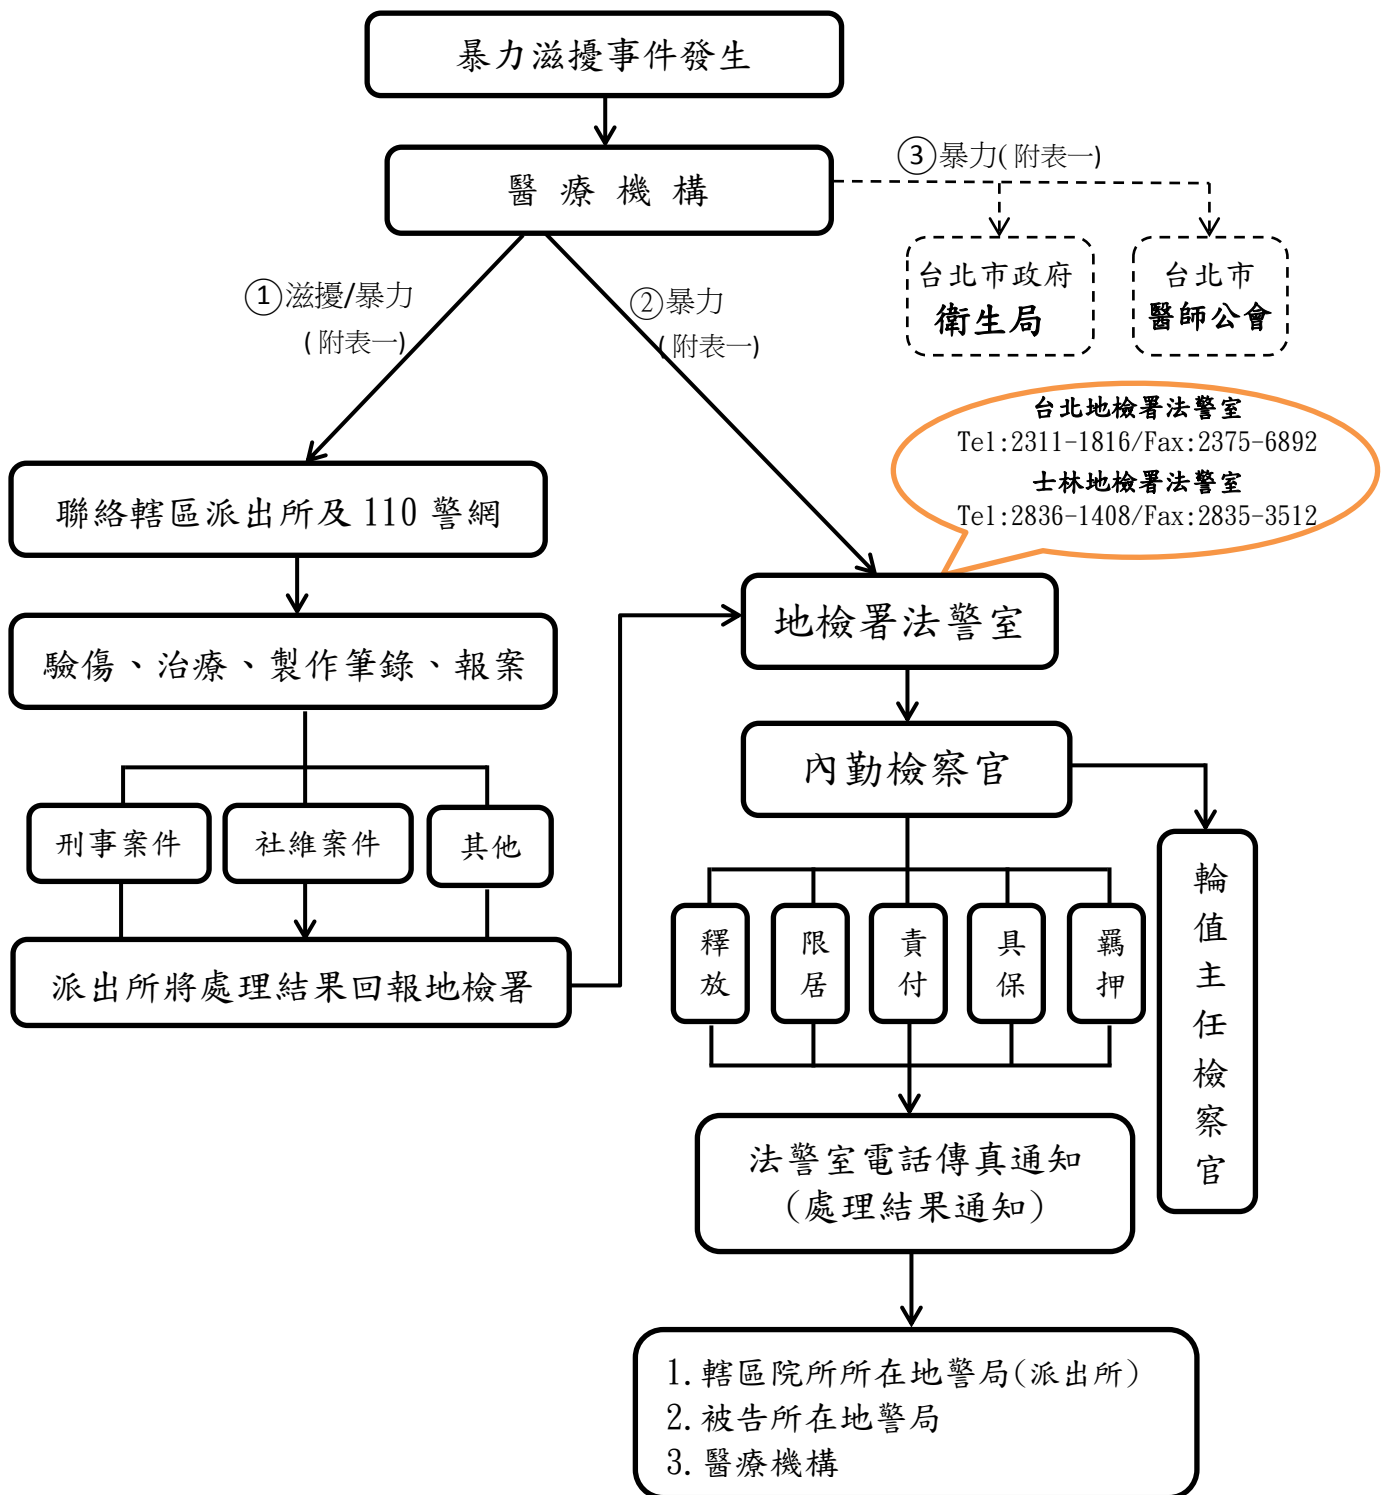 暴力滋擾事件發生
醫療機構
③暴力(附表一)
台北市政府
衛生局
台北市
醫師公會
①滋擾/暴力
(附表一)
②暴力
(附表一)
台北地檢署法警室
Tel:2311-1816/Fax:2375-6892
士林地檢署法警室
Tel:2836-1408/Fax:2835-3512
聯絡轄區派出所及 110 警網
地檢署法警室
驗傷、治療、製作筆錄、報案
內勤檢察官
刑事案件
社維案件
其他
派出所將處理結果回報地檢署
釋放
限居
責付
具保
羈押
輪值主任檢察官
法警室電話傳真通知
(處理結果通知)
1.轄區院所所在地警局(派出所)
2.被告所在地警局
3.醫療機構